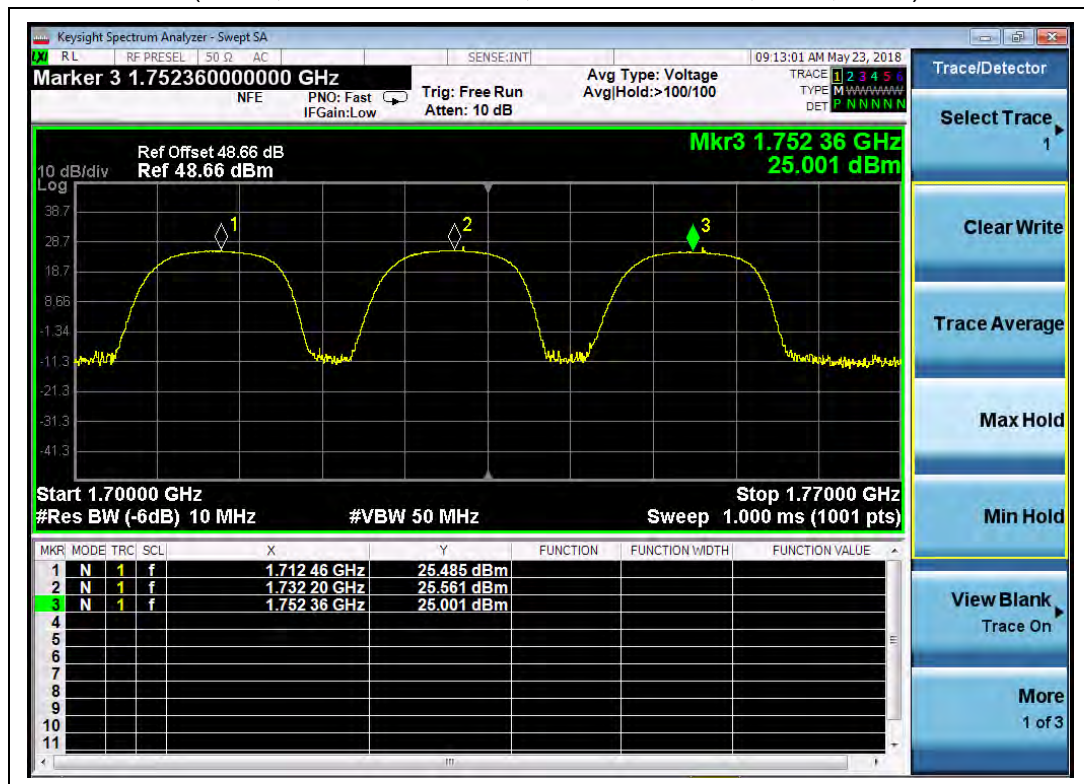 Keysight Spectrum Analyzer - Swept SA
LXI RL RF PRESEL 50 Ω AC SENSE:INT 09:13:01 AM May 23, 2018
Marker 3 1.752360000000 GHz
NFE
PNO: Fast
IFGain:Low
Trig: Free Run
Atten: 10 dB
Avg Type: Voltage
Avg|Hold:>100/100
TRACE 1 2 3 4 5 6
TYPE M WWWWW
DET P N N N N N
Mkr3 1.752 36 GHz
25.001 dBm
Ref Offset 48.66 dB
10 dB/div Ref 48.66 dBm
Log
38.7
28.7
18.7
8.66
-1.34
-11.3
-21.3
-31.3
-41.3
1
2
3
Start 1.70000 GHz Stop 1.77000 GHz
#Res BW (-6dB) 10 MHz #VBW 50 MHz Sweep 1.000 ms (1001 pts)
MKR MODE TRC SCL X Y FUNCTION FUNCTION WIDTH FUNCTION VALUE
1 N 1 f 1.712 46 GHz 25.485 dBm
2 N 1 f 1.732 20 GHz 25.561 dBm
3 N 1 f 1.752 36 GHz 25.001 dBm
4
5
6
7
8
9
10
11
Trace/Detector
Select Trace
1
Clear Write
Trace Average
Max Hold
Min Hold
View Blank
Trace On
More
1 of 3